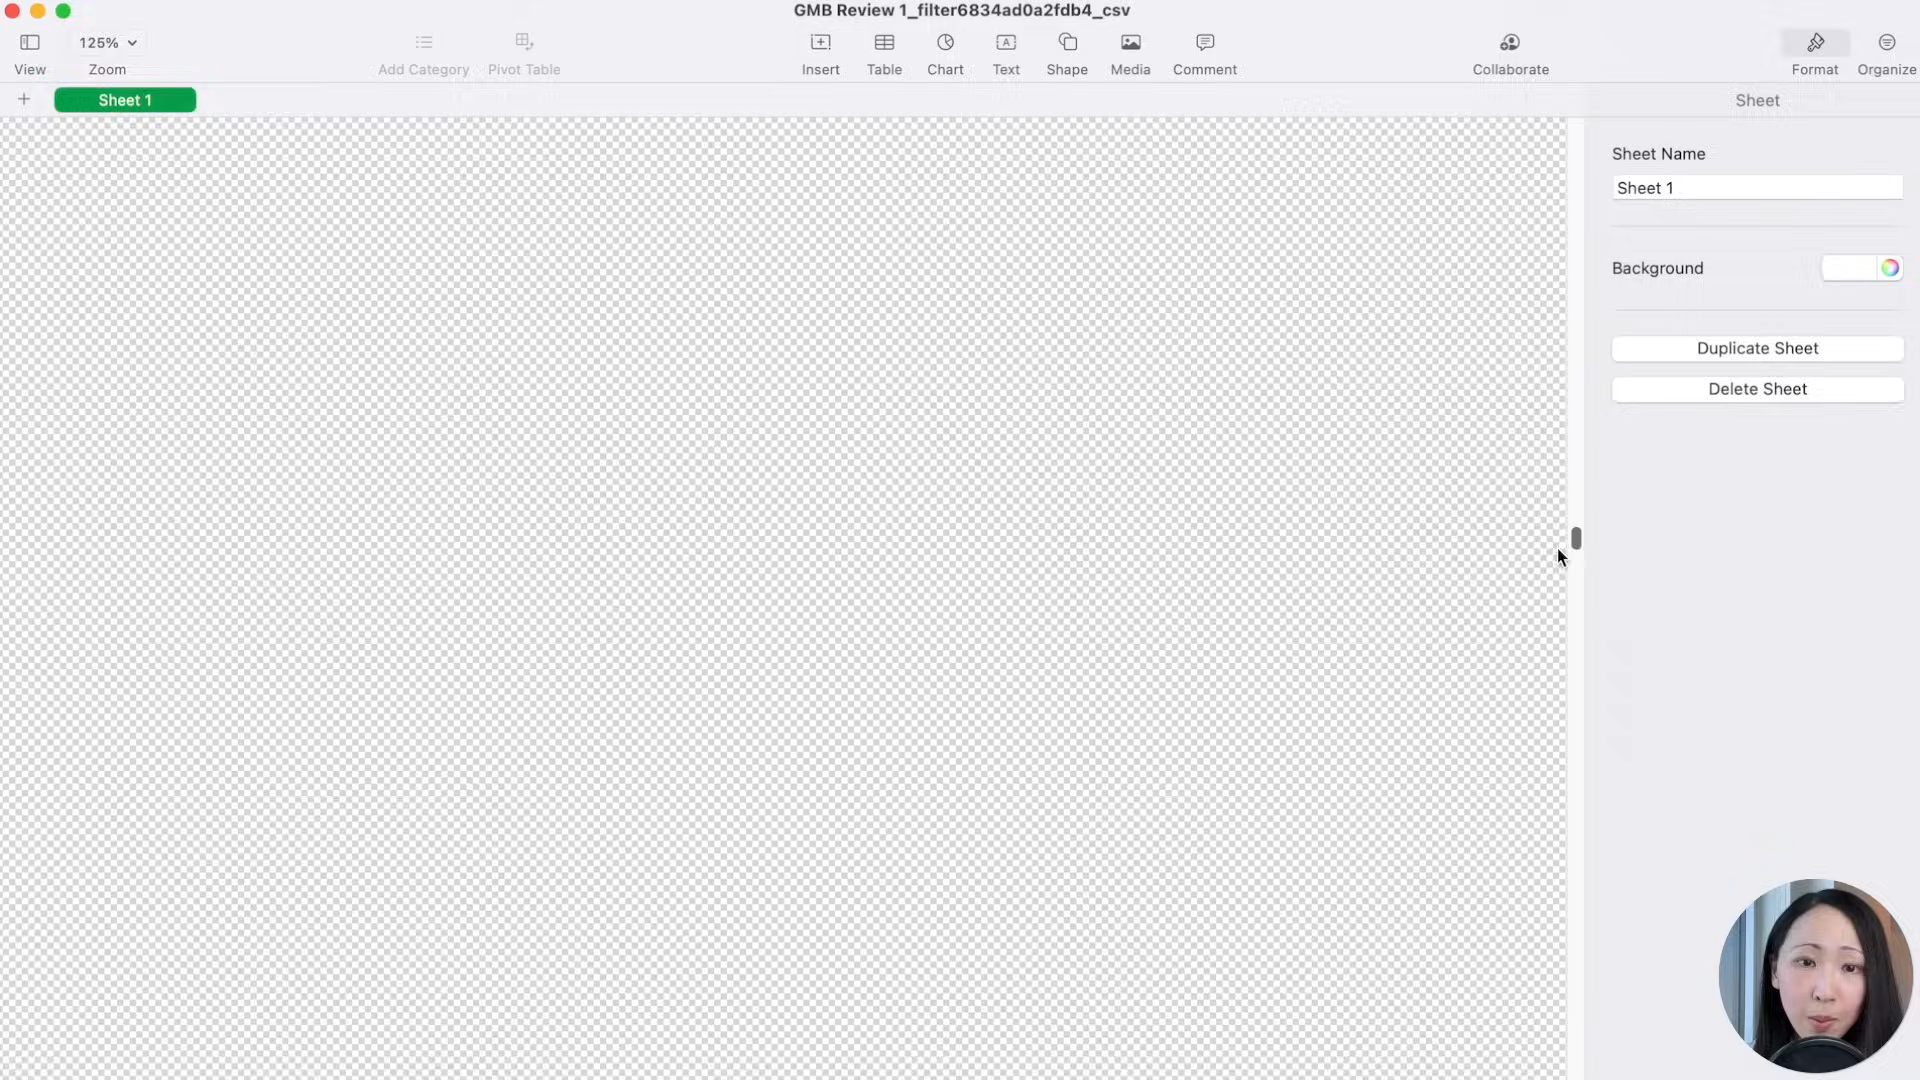 GMB Review 1_filter6834ad0a2fdb4_csv
125%
View
Zoom
Add Category
Pivot Table
Insert
Table
Chart
Text
Shape
Media
Comment
Collaborate
Format
Organize
Sheet 1
Sheet
Sheet Name
Sheet 1
Background
Duplicate Sheet
Delete Sheet